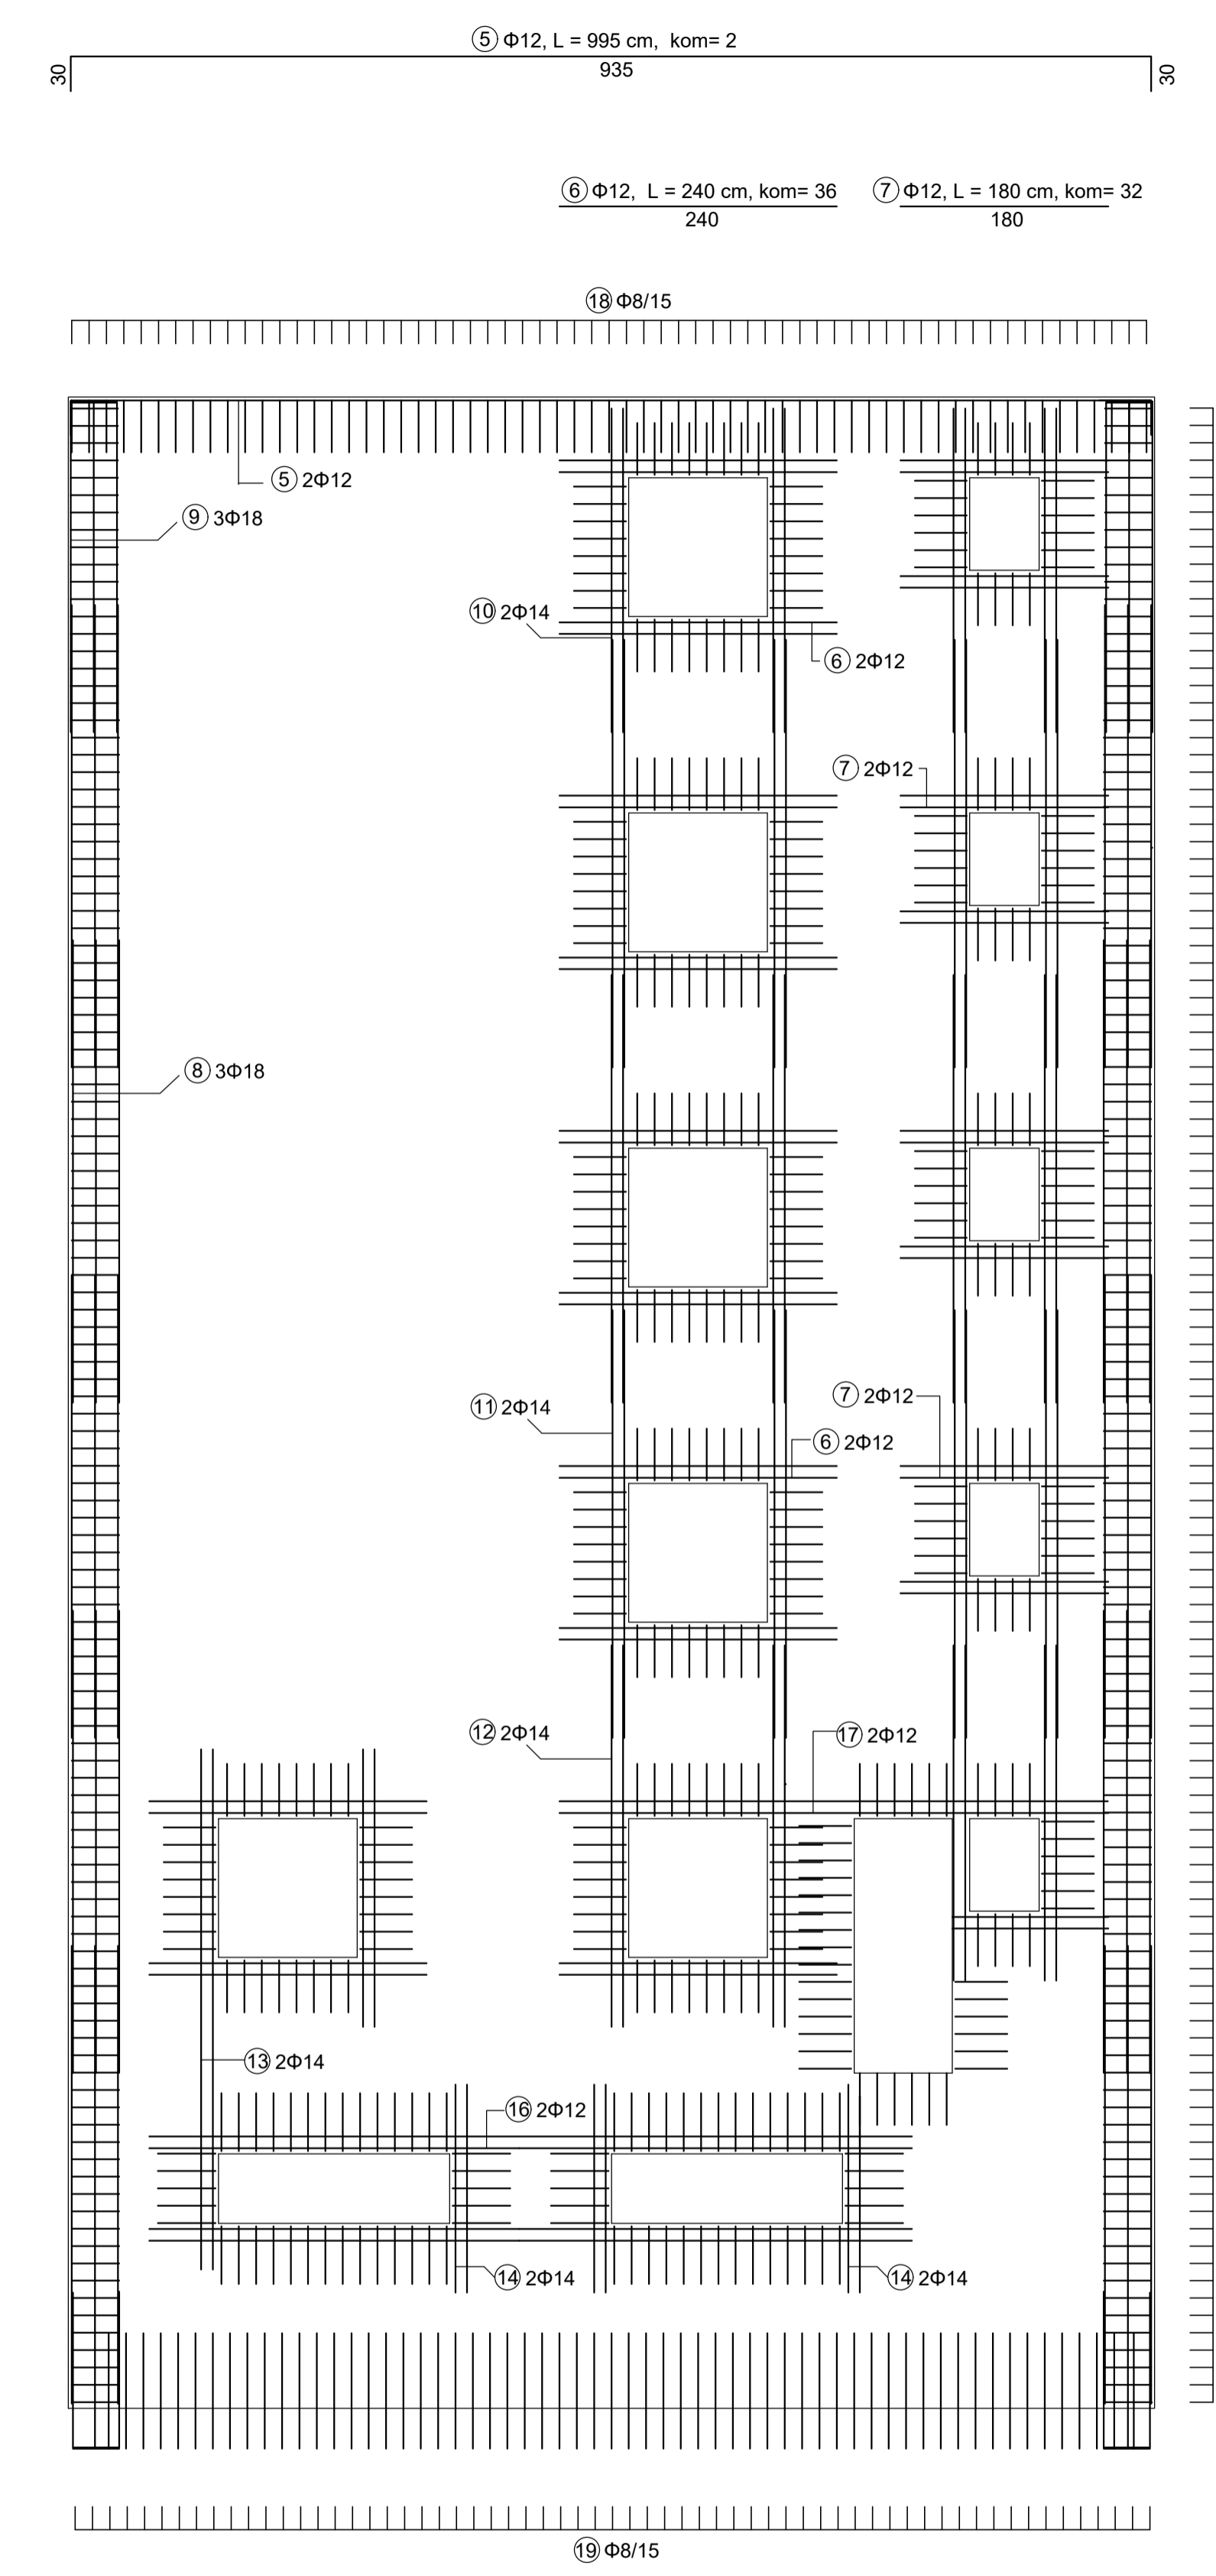 ⑤ Φ12, L = 995 cm, kom= 2
30
935
30
⑥ Φ12, L = 240 cm, kom= 36
240
⑦ Φ12, L = 180 cm, kom= 32
180
⑱ Φ8/15
⑤ 2Φ12
⑨ 3Φ18
⑩ 2Φ14
⑥ 2Φ12
⑦ 2Φ12
⑧ 3Φ18
⑦ 2Φ12
⑪ 2Φ14
⑥ 2Φ12
⑫ 2Φ14
⑰ 2Φ12
⑬ 2Φ14
⑯ 2Φ12
⑭ 2Φ14
⑭ 2Φ14
⑲ Φ8/15